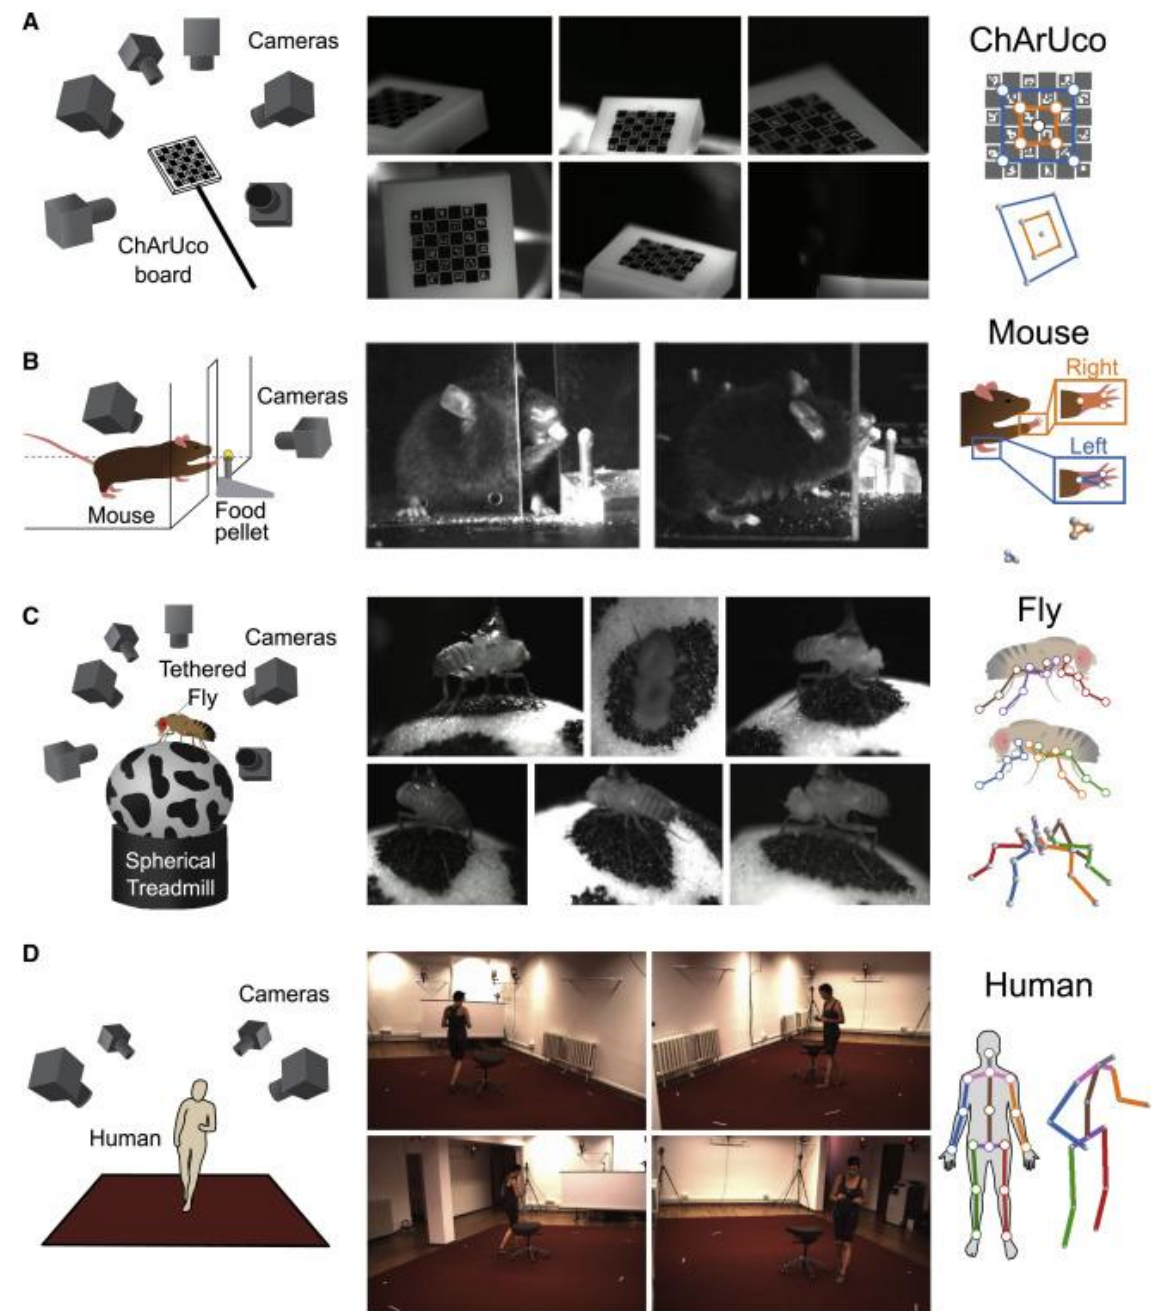 A
Cameras
ChArUco
board
ChArUco
B
Cameras
Mouse
Food
pellet
Mouse
Right
Left
C
Cameras
Tethered
Fly
Spherical
Treadmill
Fly
D
Cameras
Human
Human